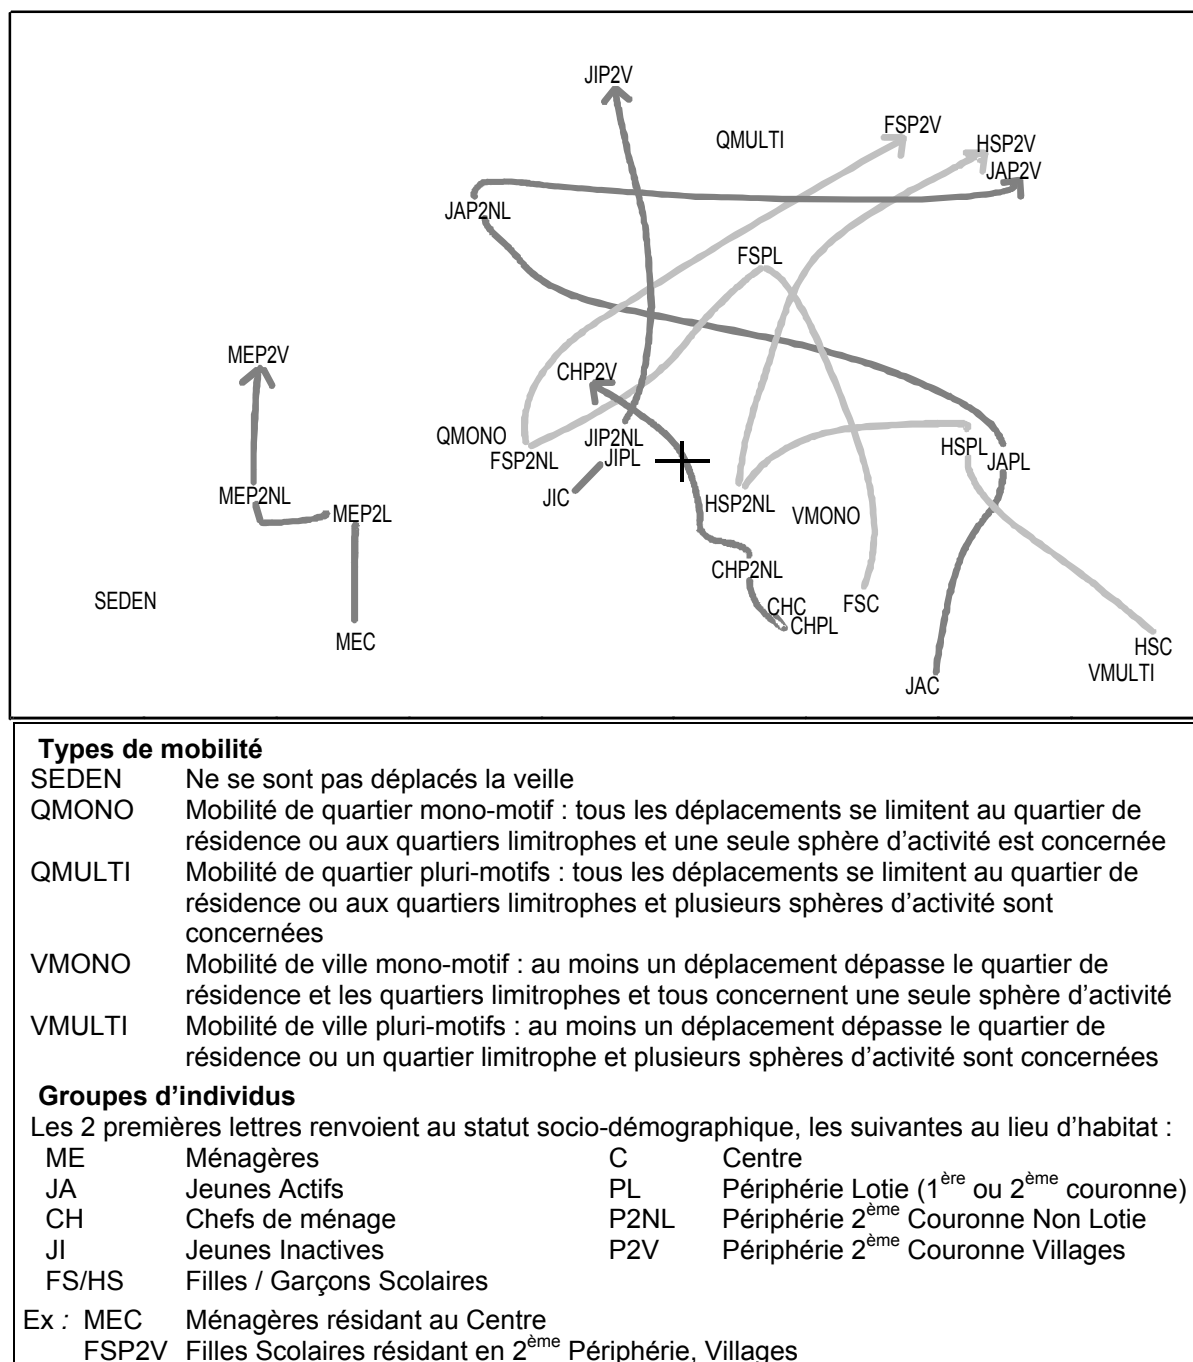 JIP2V
FSP2V
QMULTI
HSP2V
JAP2V
JAP2NL
FSPL
MEP2V
CHP2V
QMONO
JIP2NL
HSPL
FSP2NL
JIPL
JAPL
MEP2NL
JIC
HSP2NL
MEP2L
VMONO
CHP2NL
SEDEN
CHC
FSC
CHPL
MEC
HSC
VMULTI
JAC
Types de mobilité
SEDEN Ne se sont pas déplacés la veille
QMONO Mobilité de quartier mono-motif : tous les déplacements se limitent au quartier de
résidence ou aux quartiers limitrophes et une seule sphère d’activité est concernée
QMULTI Mobilité de quartier pluri-motifs : tous les déplacements se limitent au quartier de
résidence ou aux quartiers limitrophes et plusieurs sphères d’activité sont
concernées
VMONO Mobilité de ville mono-motif : au moins un déplacement dépasse le quartier de
résidence et les quartiers limitrophes et tous concernent une seule sphère d’activité
VMULTI Mobilité de ville pluri-motifs : au moins un déplacement dépasse le quartier de
résidence ou un quartier limitrophe et plusieurs sphères d’activité sont concernées
Groupes d’individus
Les 2 premières lettres renvoient au statut socio-démographique, les suivantes au lieu d’habitat :
ME Ménagères C Centre
JA Jeunes Actifs PL Périphérie Lotie (1ère ou 2ème couronne)
CH Chefs de ménage P2NL Périphérie 2ème Couronne Non Lotie
JI Jeunes Inactives P2V Périphérie 2ème Couronne Villages
FS/HS Filles / Garçons Scolaires
Ex : MEC Ménagères résidant au Centre
FSP2V Filles Scolaires résidant en 2ème Périphérie, Villages